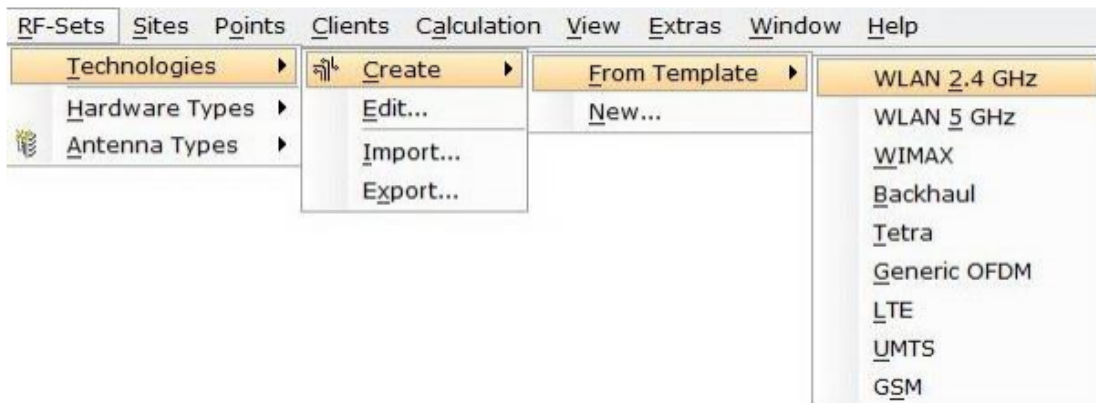 RF-Sets Sites Points Clients Calculation View Extras Window Help
Technologies
Hardware Types
Antenna Types
Create
Edit...
Import...
Export...
From Template
New...
WLAN 2.4 GHz
WLAN 5 GHz
WIMAX
Backhaul
Tetra
Generic OFDM
LTE
UMTS
GSM